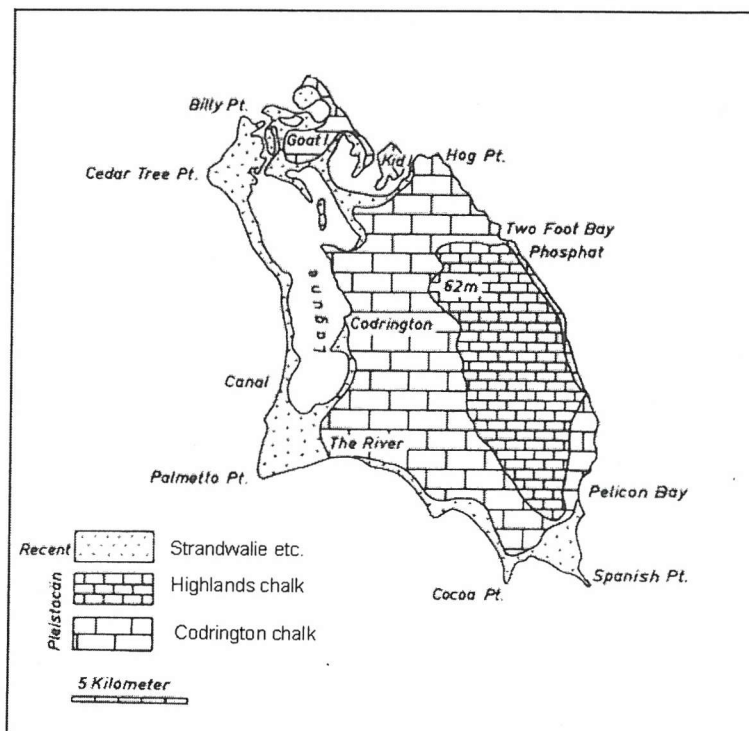 Billy Pt.
Goat I
Kid I
Hog Pt.
Cedar Tree Pt.
Two Foot Bay
Phosphat
62m
Lagune
Codrington
Canal
The River
Palmetto Pt.
Pelicon Bay
Recent
Strandwalie etc.
Spanish Pt.
Cocoa Pt.
Pleistocän
Highlands chalk
Codrington chalk
5 Kilometer